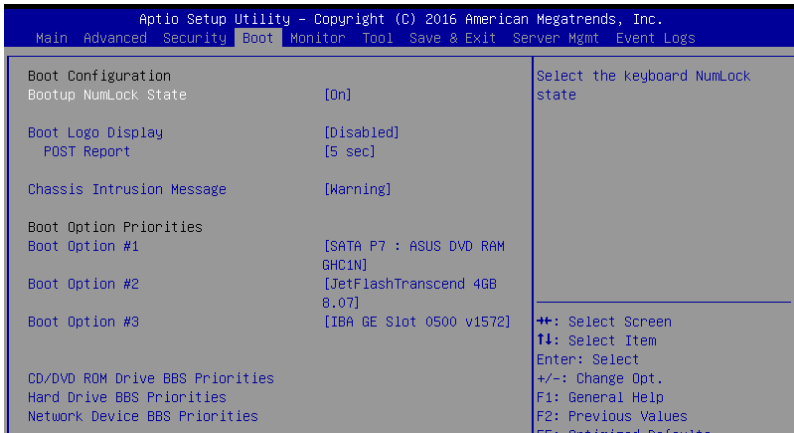 Aptio Setup Utility – Copyright (C) 2016 American Megatrends, Inc.
Main Advanced Security Boot Monitor Tool Save & Exit Server Mgmt Event Logs
Boot Configuration
Bootup NumLock State [On]
Boot Logo Display [Disabled]
POST Report [5 sec]
Chassis Intrusion Message [Warning]
Boot Option Priorities
Boot Option #1 [SATA P7 : ASUS DVD RAM
GHC1N]
Boot Option #2 [JetFlashTranscend 4GB
8.07]
Boot Option #3 [IBA GE Slot 0500 v1572]
CD/DVD ROM Drive BBS Priorities
Hard Drive BBS Priorities
Network Device BBS Priorities
Select the keyboard NumLock
state
→←: Select Screen
↑↓: Select Item
Enter: Select
+/-: Change Opt.
F1: General Help
F2: Previous Values